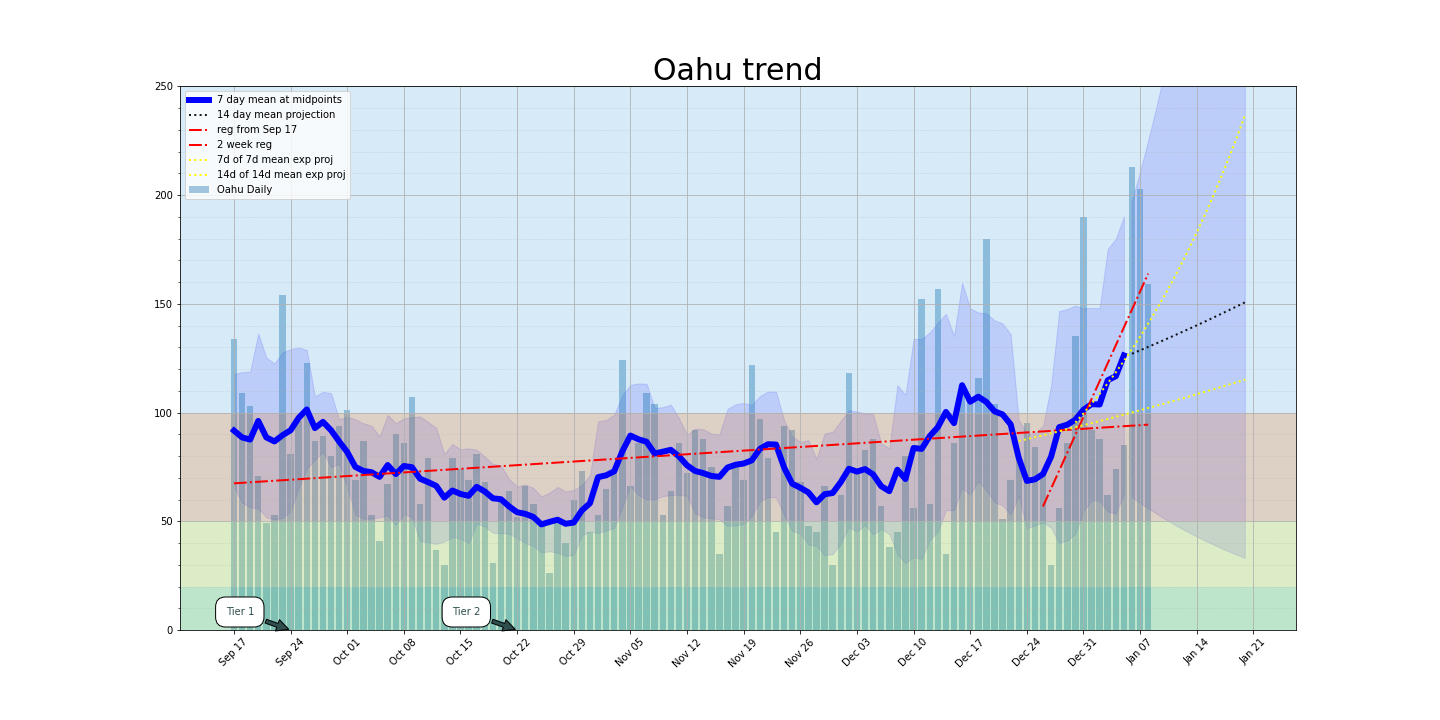 Oahu trend
250
200
150
100
50
0
7 day mean at midpoints
14 day mean projection
reg from Sep 17
2 week reg
7d of 7d mean exp proj
14d of 14d mean exp proj
Oahu Daily
Tier 1
Tier 2
Sep 17
Sep 24
Oct 01
Oct 08
Oct 15
Oct 22
Oct 29
Nov 05
Nov 12
Nov 19
Nov 26
Dec 03
Dec 10
Dec 17
Dec 24
Dec 31
Jan 07
Jan 14
Jan 21